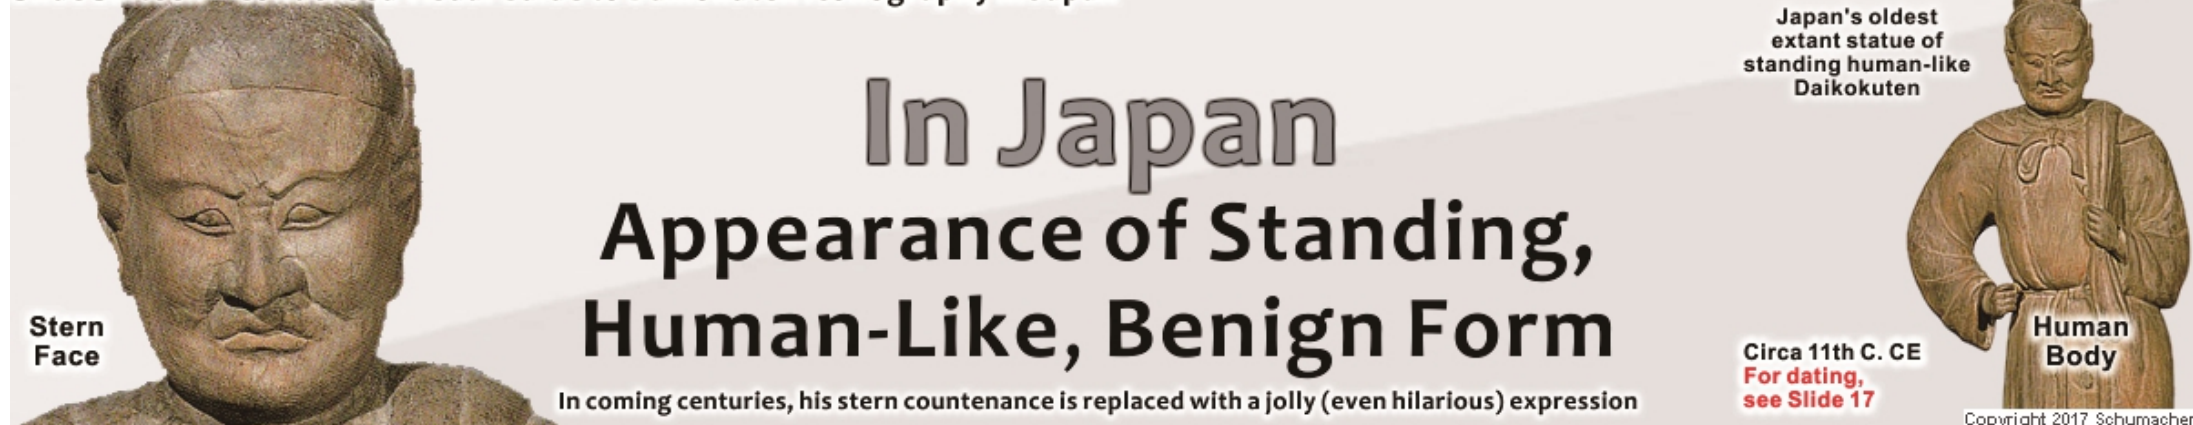 In Japan
Appearance of Standing,
Human-Like, Benign Form
In coming centuries, his stern countenance is replaced with a jolly (even hilarious) expression
Stern
Face
Japan's oldest
extant statue of
standing human-like
Daikokuten
Human
Body
Circa 11th C. CE
For dating,
see Slide 17
Copyright 2017 Schumacher